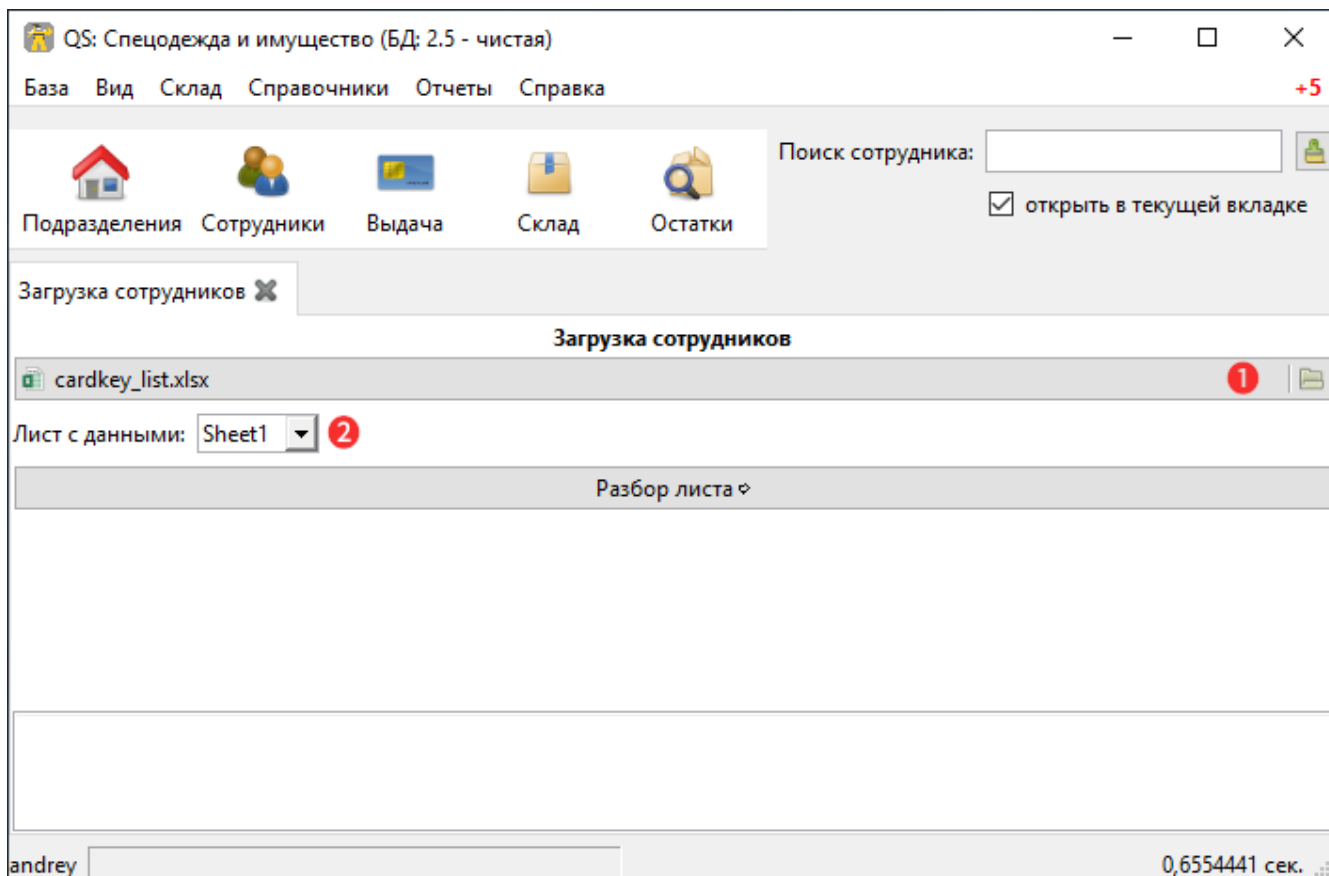 QS: Спецодежда и имущество (БД: 2.5 - чистая)
База Вид Склад Справочники Отчеты Справка +5
Поиск сотрудника:
открыть в текущей вкладке
Подразделения Сотрудники Выдача Склад Остатки
Загрузка сотрудников
Загрузка сотрудников
cardkey_list.xlsx 1
Лист с данными: Sheet1 2
Разбор листа
andrey 0,6554441 сек.